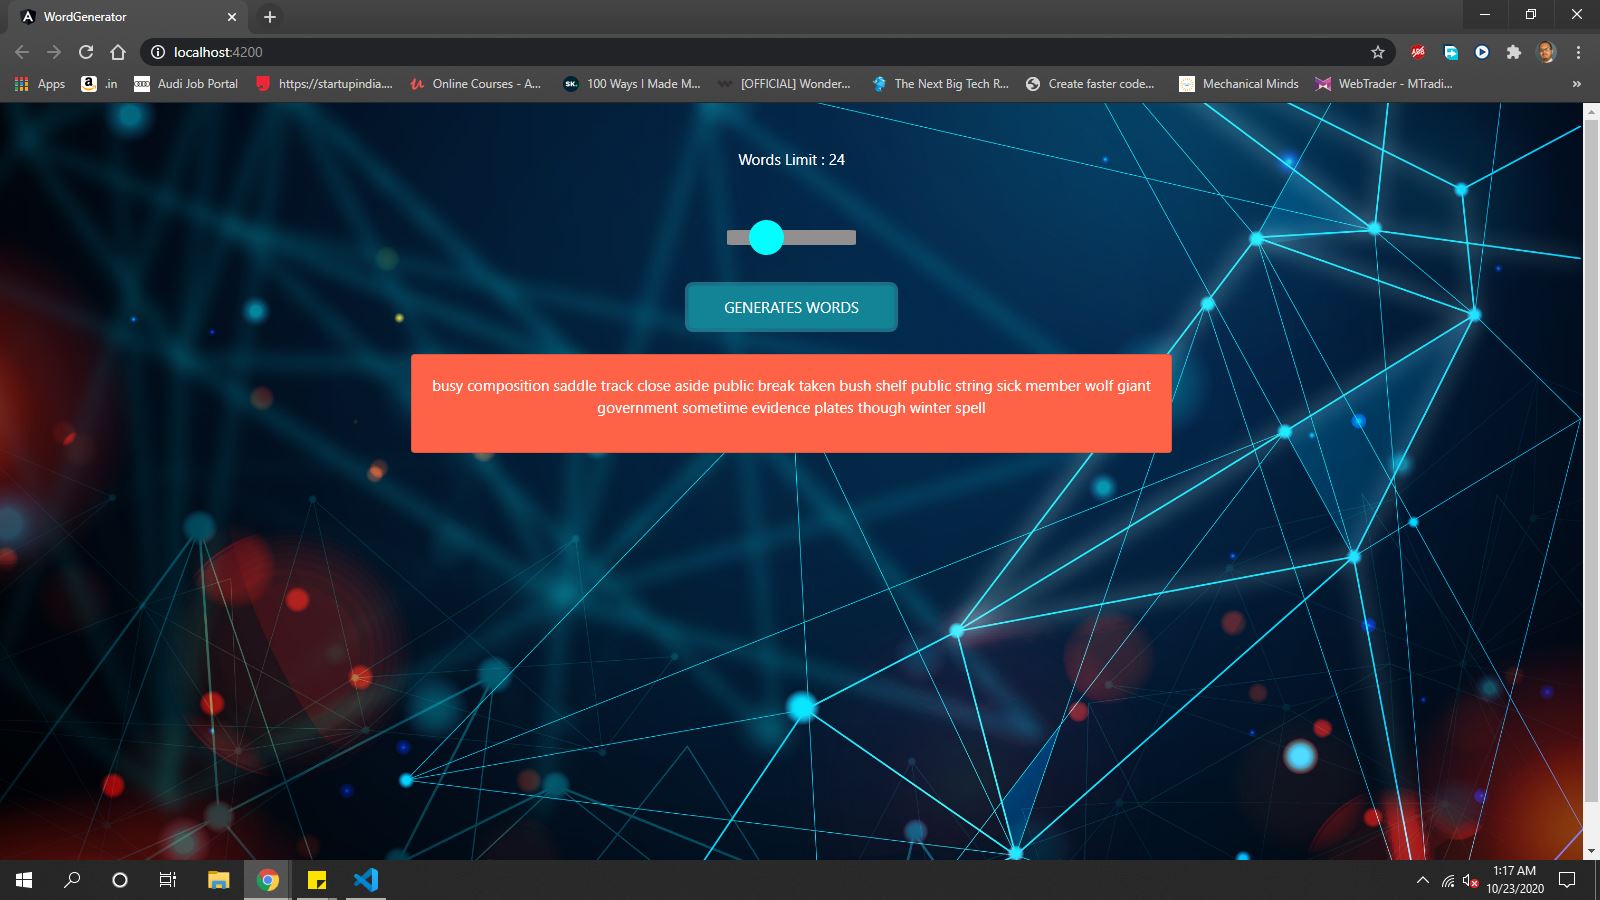 WordGenerator
localhost:4200
Apps
.in
Audi Job Portal
https://startupindia....
Online Courses - A...
SK.
100 Ways I Made M...
[OFFICIAL] Wonder...
The Next Big Tech R...
Create faster code...
Mechanical Minds
WebTrader - MTradi...
»
Words Limit : 24
GENERATES WORDS
busy composition saddle track close aside public break taken bush shelf public string sick member wolf giant
government sometime evidence plates though winter spell
1:17 AM
10/23/2020